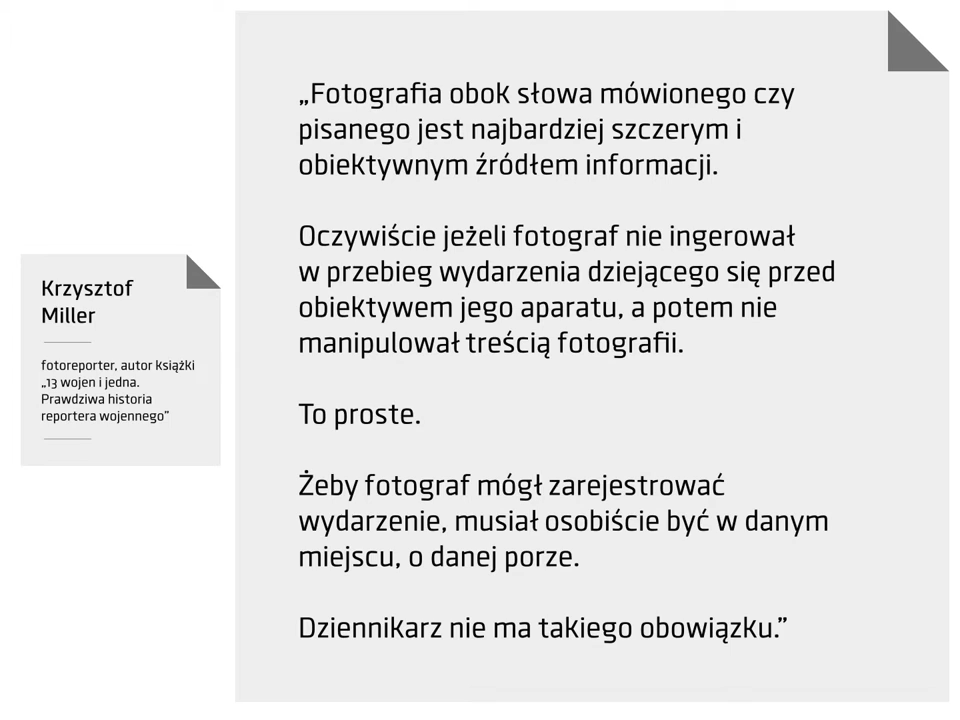 Krzysztof
Miller
fotoreporter, autor książki
„13 wojen i jedna.
Prawdziwa historia
reportera wojennego”
„Fotografia obok słowa mówionego czy
pisanego jest najbardziej szczerym i
obiektywnym źródłem informacji.
Oczywiście jeżeli fotograf nie ingerował
w przebieg wydarzenia dziejącego się przed
obiektywem jego aparatu, a potem nie
manipulował treścią fotografii.
To proste.
Żeby fotograf mógł zarejestrować
wydarzenie, musiał osobiście być w danym
miejscu, o danej porze.
Dziennikarz nie ma takiego obowiązku.”